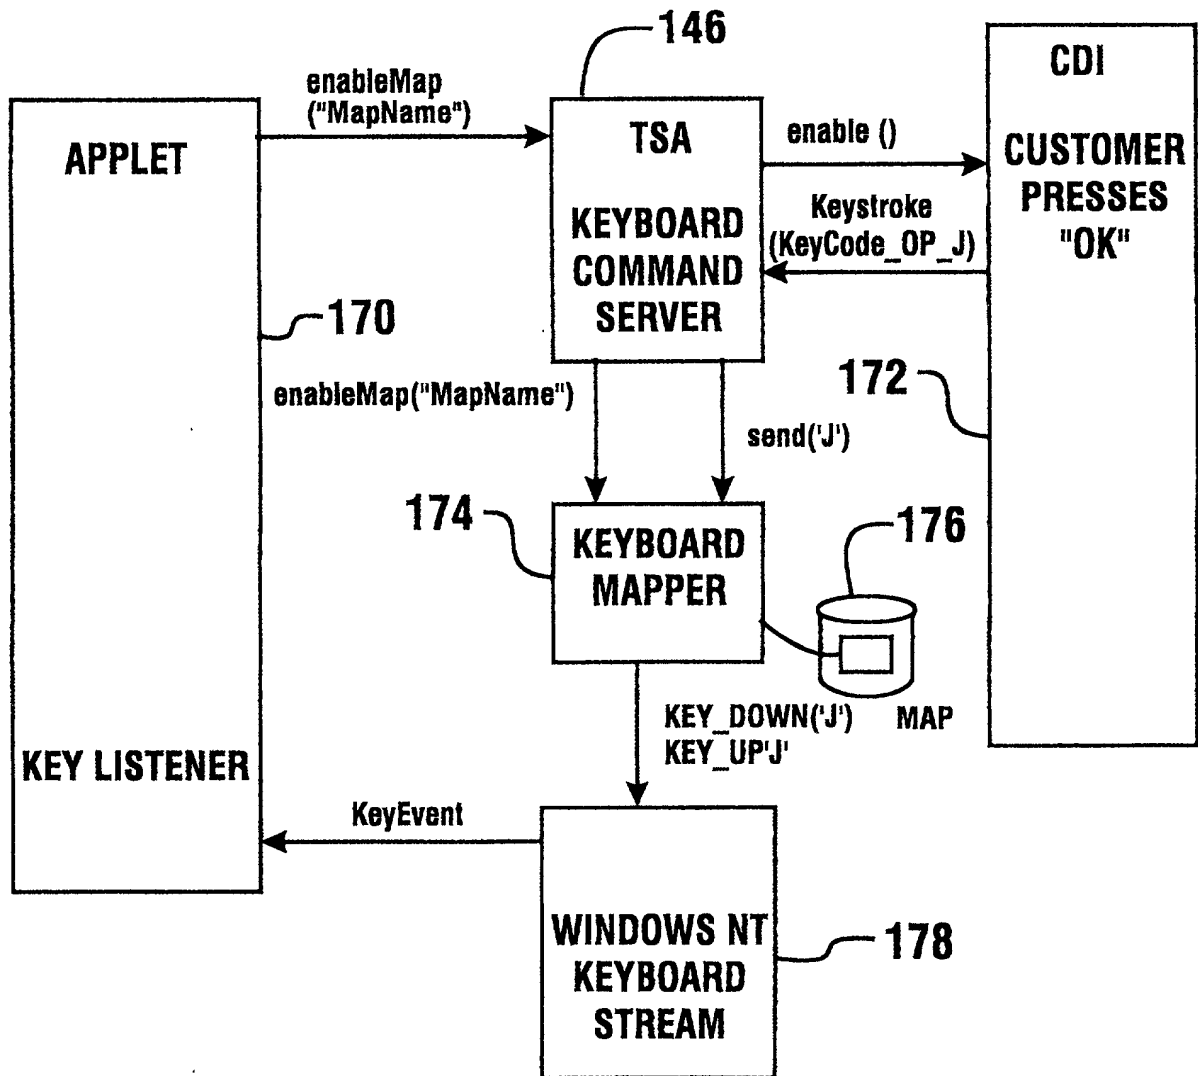 146
enableMap
("MapName")
APPLET
TSA
KEYBOARD
COMMAND
SERVER
enable ()
Keystroke
(KeyCode_OP_J)
CDI
CUSTOMER
PRESSES
"OK"
170
172
enableMap("MapName")
send('J')
174
KEYBOARD
MAPPER
176
MAP
KEY_DOWN('J')
KEY_UP'J'
KEY LISTENER
KeyEvent
WINDOWS NT
KEYBOARD
STREAM
178